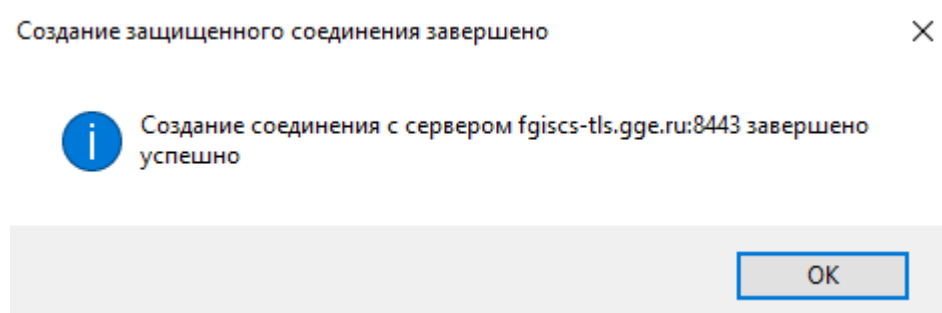 Создание защищенного соединения завершено
Создание соединения с сервером fgiscs-tls.gge.ru:8443 завершено
успешно
OK